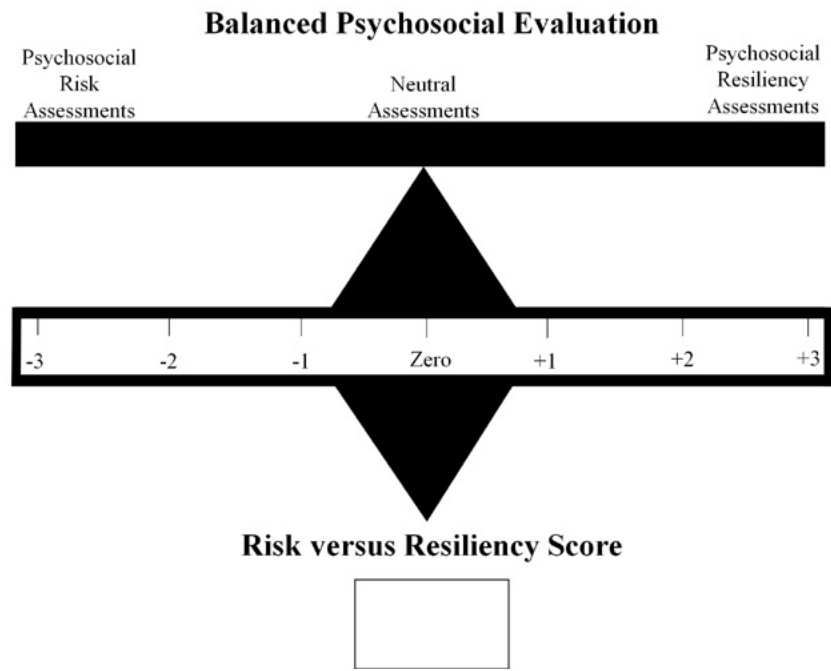 Balanced Psychosocial Evaluation
Psychosocial
Risk
Assessments
Neutral
Assessments
Psychosocial
Resiliency
Assessments
-3 -2 -1 Zero +1 +2 +3
Risk versus Resiliency Score